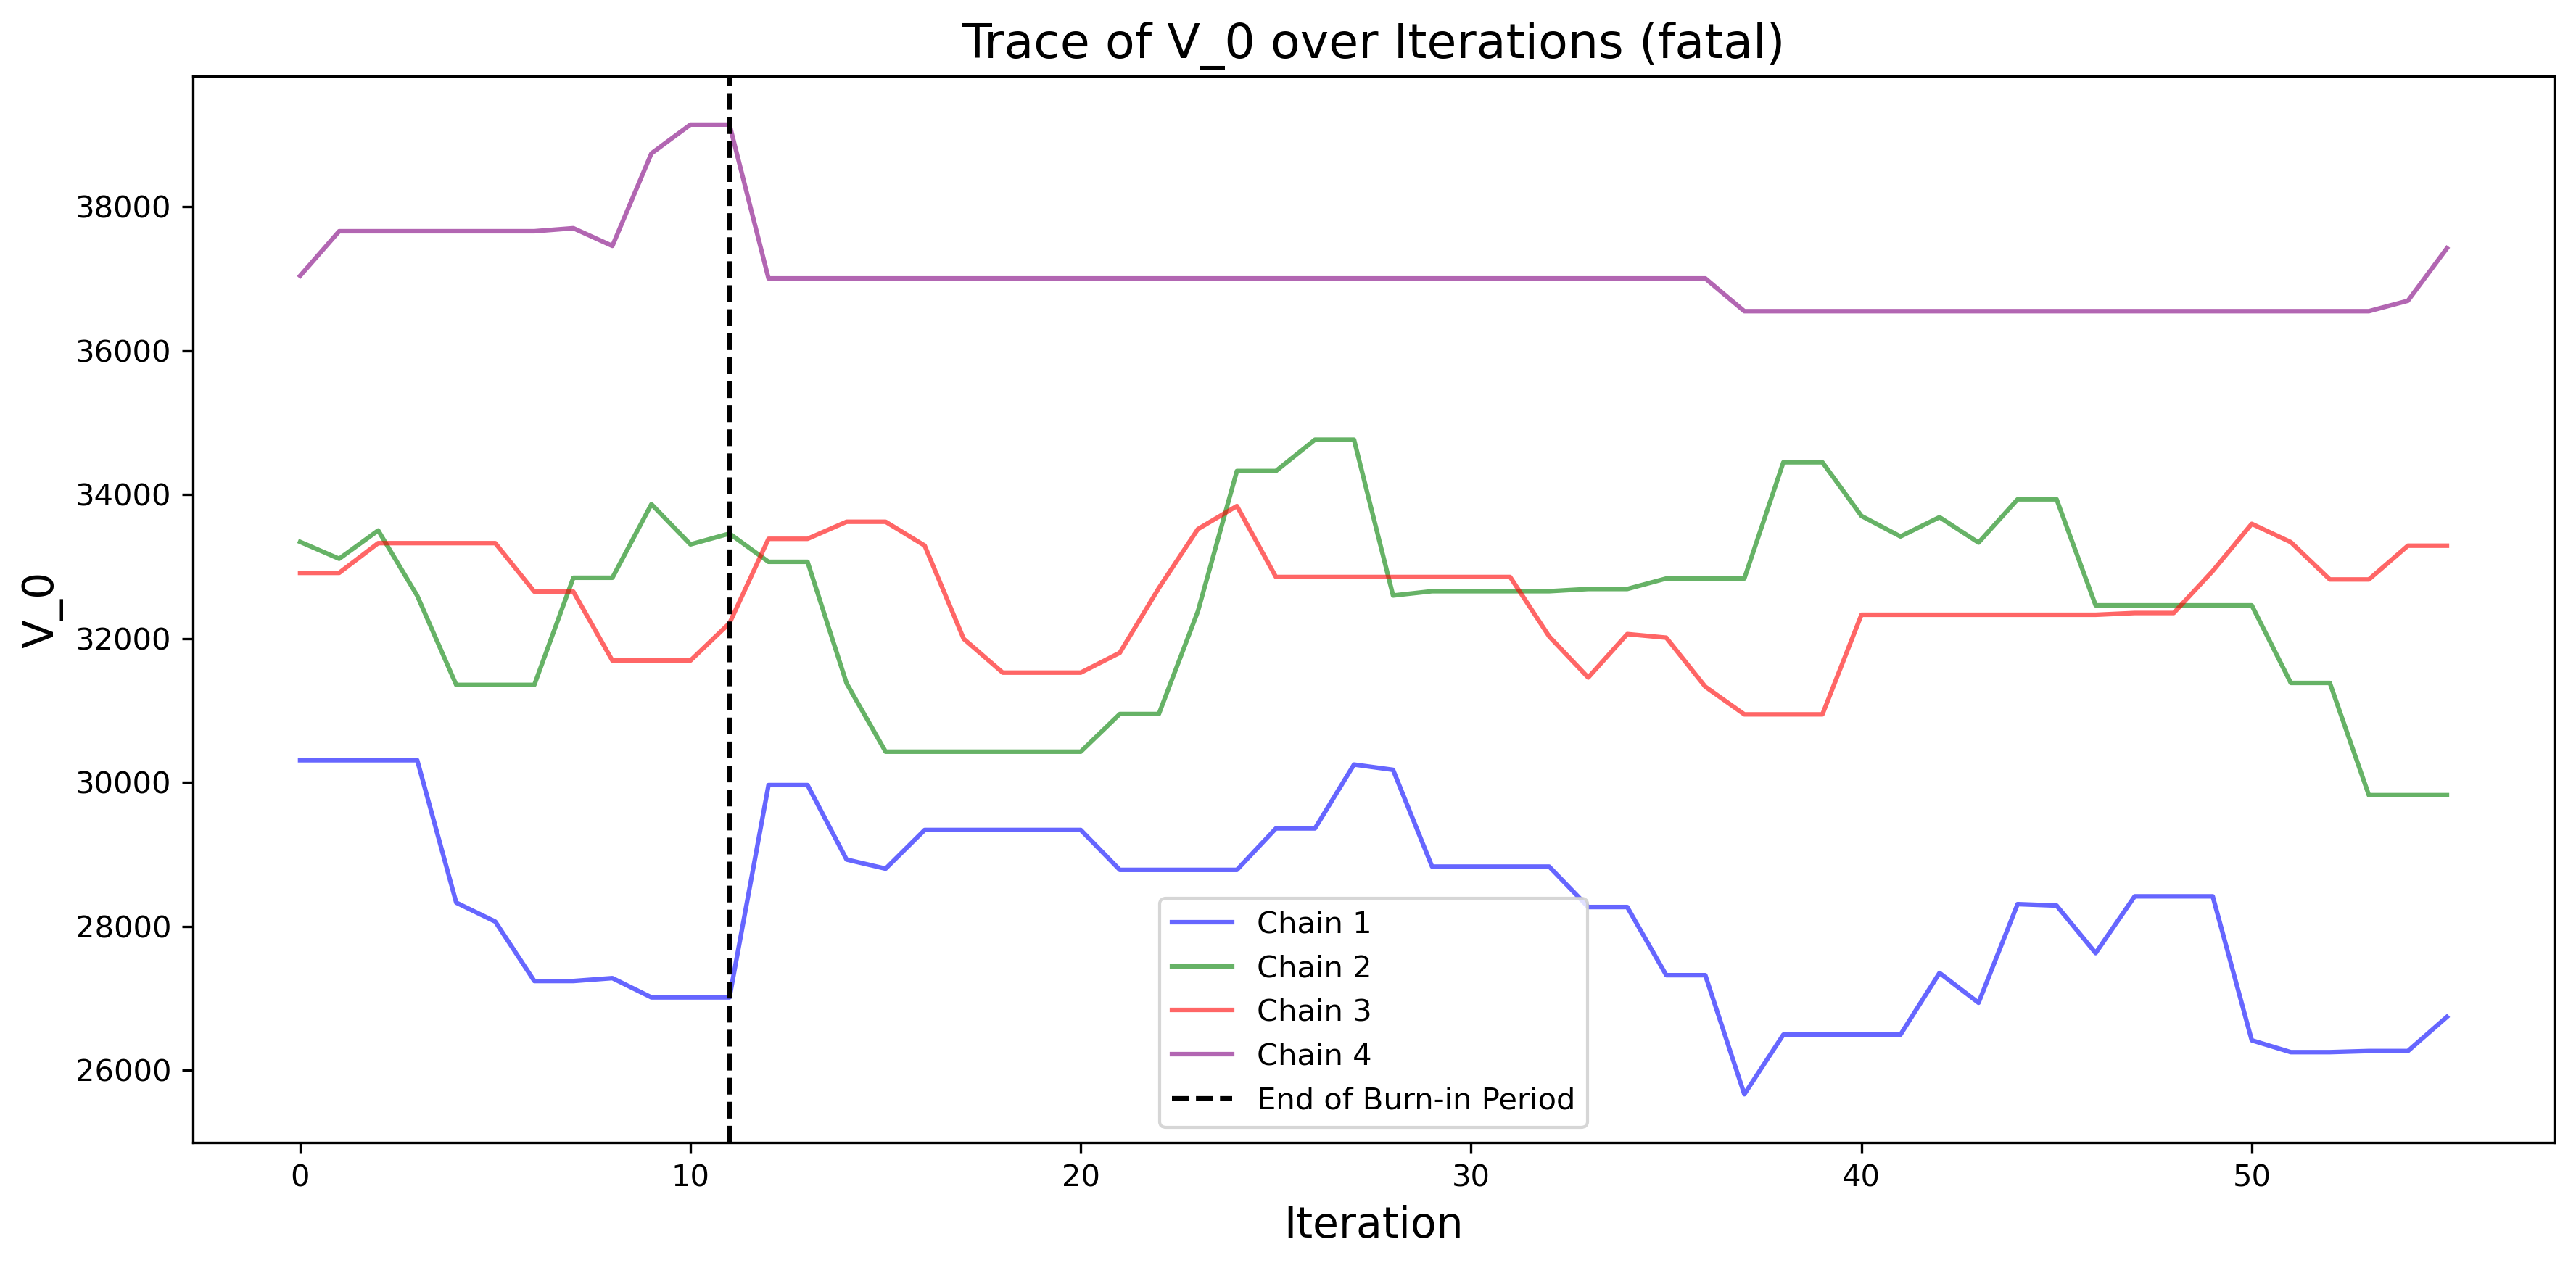 Trace of V_0 over Iterations (fatal)
V_0
38000
36000
34000
32000
30000
28000
26000
Chain 1
Chain 2
Chain 3
Chain 4
End of Burn-in Period
0 10 20 30 40 50
Iteration